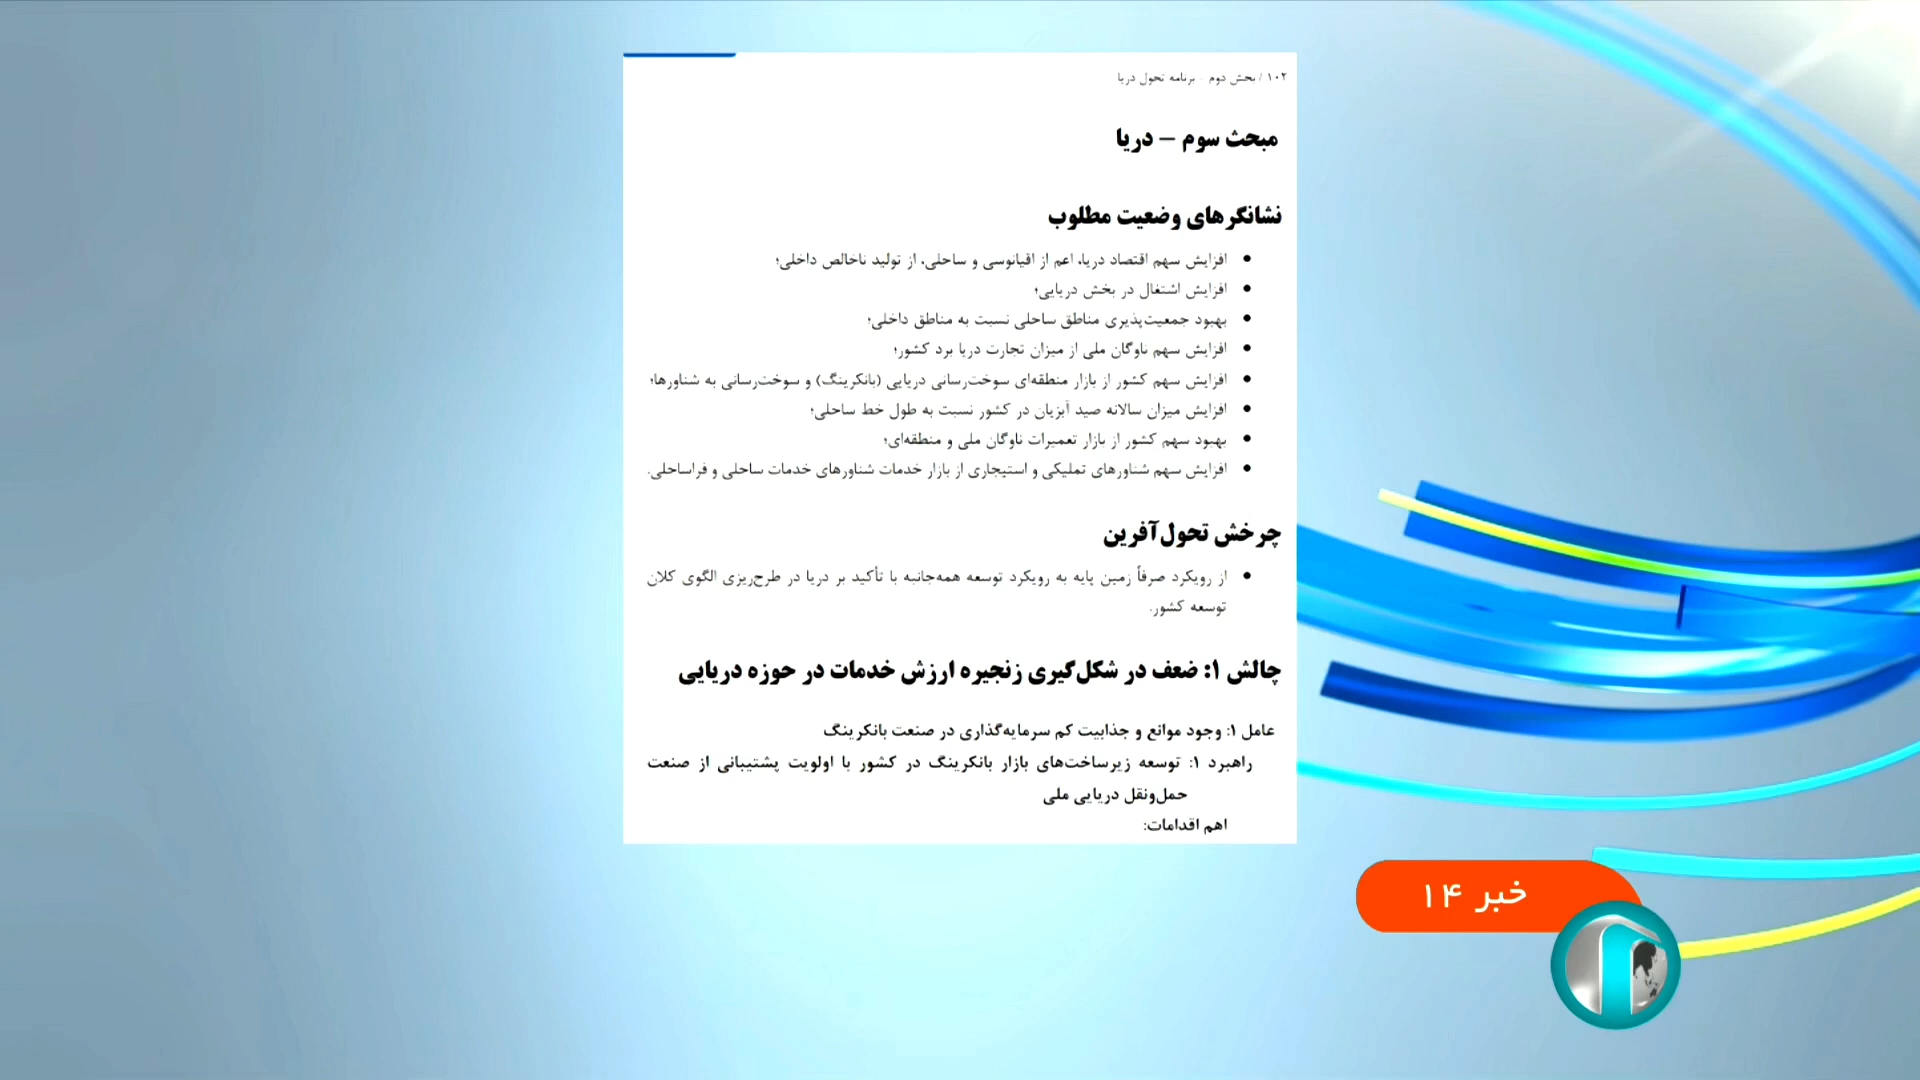 ۱۰۲ / بخش دوم - برنامه تحول دریا
مبحث سوم – دریا
نشانگرهای وضعیت مطلوب
• افزایش سهم اقتصاد دریا، اعم از اقیانوسی و ساحلی، از تولید ناخالص داخلی؛
• افزایش اشتغال در بخش دریایی؛
• بهبود جمعیت‌پذیری مناطق ساحلی نسبت به مناطق داخلی؛
• افزایش سهم ناوگان ملی از میزان تجارت دریا برد کشور؛
• افزایش سهم کشور از بازار منطقه‌ای سوخت‌رسانی دریایی (بانکرینگ) و سوخت‌رسانی به شناورها؛
• افزایش میزان سالانه صید آبزیان در کشور نسبت به طول خط ساحلی؛
• بهبود سهم کشور از بازار تعمیرات ناوگان ملی و منطقه‌ای؛
• افزایش سهم شناورهای تملیکی و استیجاری از بازار خدمات شناورهای خدمات ساحلی و فراساحلی.
چرخش تحول‌آفرین
• از رویکرد صرفاً زمین پایه به رویکرد توسعه همه‌جانبه با تأکید بر دریا در طرح‌ریزی الگوی کلان
توسعه کشور.
چالش ۱: ضعف در شکل‌گیری زنجیره ارزش خدمات در حوزه دریایی
عامل ۱: وجود موانع و جذابیت کم سرمایه‌گذاری در صنعت بانکرینگ
راهبرد ۱: توسعه زیرساخت‌های بازار بانکرینگ در کشور با اولویت پشتیبانی از صنعت
حمل‌ونقل دریایی ملی
اهم اقدامات:
خبر ۱۴